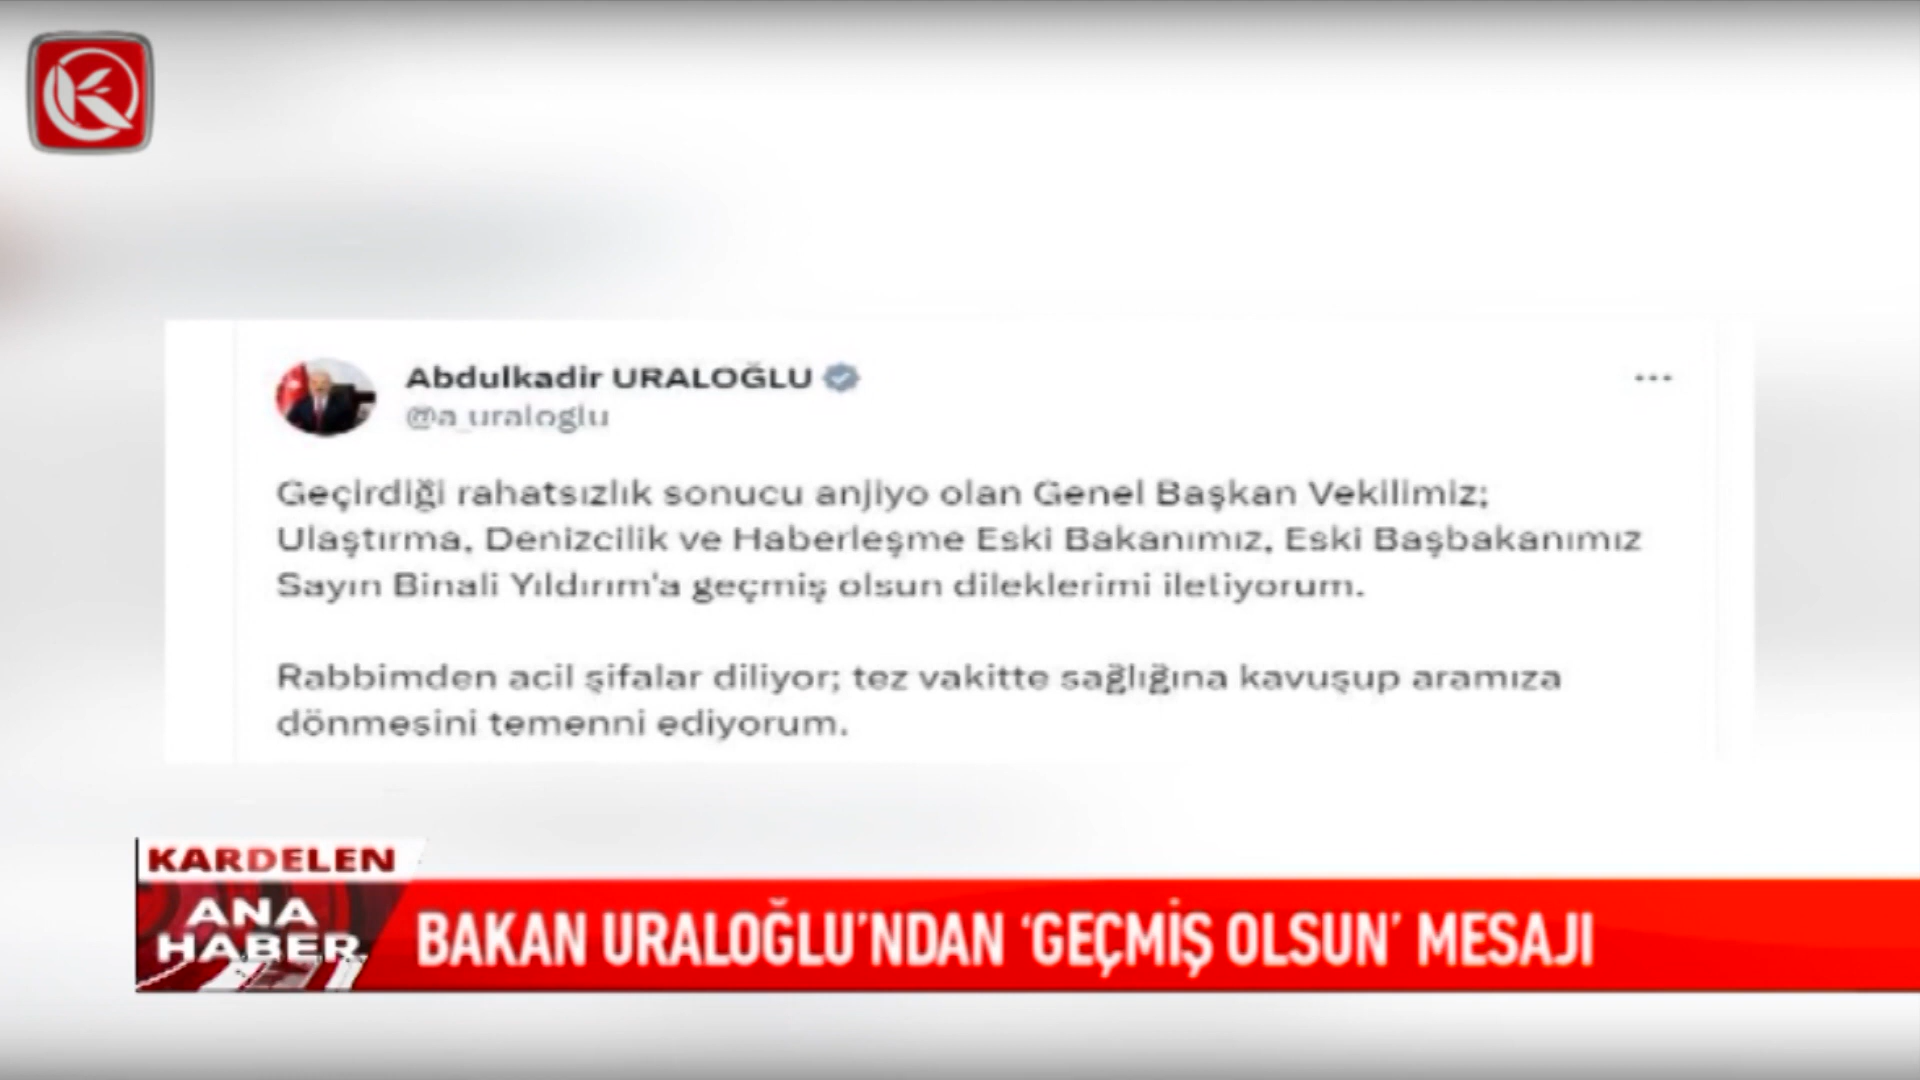 Abdulkadir URALOĞLU
@a_uraloglu
Geçirdiği rahatsızlık sonucu anjiyo olan Genel Başkan Vekilimiz;
Ulaştırma, Denizcilik ve Haberleşme Eski Bakanımız, Eski Başbakanımız
Sayın Binali Yıldırım'a geçmiş olsun dileklerimi iletiyorum.
Rabbimden acil şifalar diliyor; tez vakitte sağlığına kavuşup aramıza
dönmesini temenni ediyorum.
KARDELEN
ANA
HABER
BAKAN URALOĞLU'NDAN 'GEÇMİŞ OLSUN' MESAJI